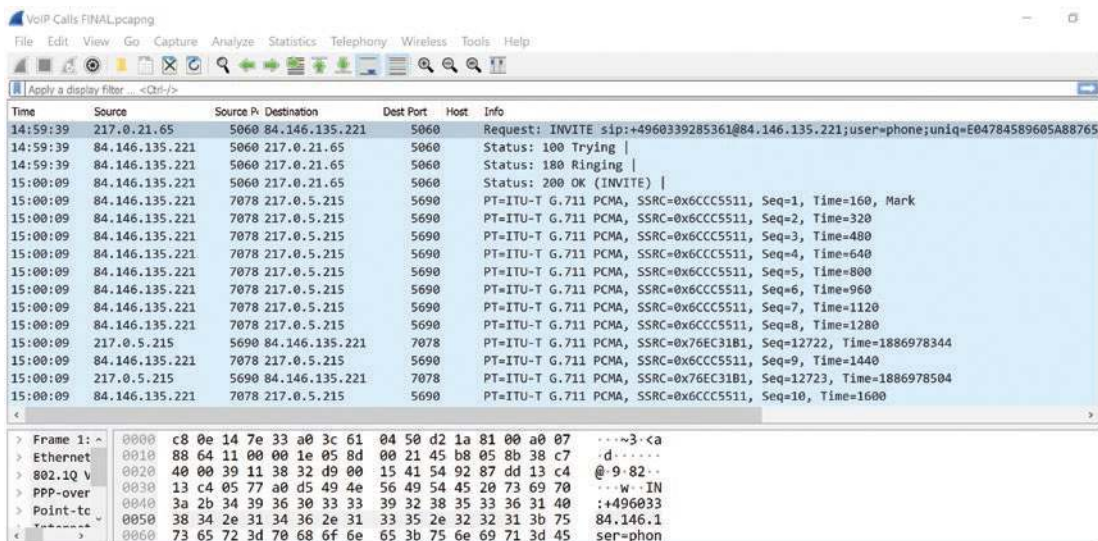 VoIP Calls FINAL.pcapng
File Edit View Go Capture Analyze Statistics Telephony Wireless Tools Help
Apply a display filter ... <Ctrl-/>
Time Source Source P Destination Dest Port Host Info
14:59:39 217.0.21.65 5060 84.146.135.221 5060 Request: INVITE sip:+4960339285361@84.146.135.221;user=phone;uniq=E04784589605A88765
14:59:39 84.146.135.221 5060 217.0.21.65 5060 Status: 100 Trying |
14:59:39 84.146.135.221 5060 217.0.21.65 5060 Status: 180 Ringing |
15:00:09 84.146.135.221 5060 217.0.21.65 5060 Status: 200 OK (INVITE) |
15:00:09 84.146.135.221 7078 217.0.5.215 5690 PT=ITU-T G.711 PCMA, SSRC=0x6CCC5511, Seq=1, Time=160, Mark
15:00:09 84.146.135.221 7078 217.0.5.215 5690 PT=ITU-T G.711 PCMA, SSRC=0x6CCC5511, Seq=2, Time=320
15:00:09 84.146.135.221 7078 217.0.5.215 5690 PT=ITU-T G.711 PCMA, SSRC=0x6CCC5511, Seq=3, Time=480
15:00:09 84.146.135.221 7078 217.0.5.215 5690 PT=ITU-T G.711 PCMA, SSRC=0x6CCC5511, Seq=4, Time=640
15:00:09 84.146.135.221 7078 217.0.5.215 5690 PT=ITU-T G.711 PCMA, SSRC=0x6CCC5511, Seq=5, Time=800
15:00:09 84.146.135.221 7078 217.0.5.215 5690 PT=ITU-T G.711 PCMA, SSRC=0x6CCC5511, Seq=6, Time=960
15:00:09 84.146.135.221 7078 217.0.5.215 5690 PT=ITU-T G.711 PCMA, SSRC=0x6CCC5511, Seq=7, Time=1120
15:00:09 84.146.135.221 7078 217.0.5.215 5690 PT=ITU-T G.711 PCMA, SSRC=0x6CCC5511, Seq=8, Time=1280
15:00:09 217.0.5.215 5690 84.146.135.221 7078 PT=ITU-T G.711 PCMA, SSRC=0x76EC31B1, Seq=12722, Time=1886978344
15:00:09 84.146.135.221 7078 217.0.5.215 5690 PT=ITU-T G.711 PCMA, SSRC=0x6CCC5511, Seq=9, Time=1440
15:00:09 217.0.5.215 5690 84.146.135.221 7078 PT=ITU-T G.711 PCMA, SSRC=0x76EC31B1, Seq=12723, Time=1886978504
15:00:09 84.146.135.221 7078 217.0.5.215 5690 PT=ITU-T G.711 PCMA, SSRC=0x6CCC5511, Seq=10, Time=1600
> Frame 1: 0000 c8 0e 14 7e 33 a0 3c 61 04 50 d2 1a 81 00 a0 07 ···~3·<a
> Ethernet 0010 88 64 11 00 00 1e 05 8d 00 21 45 b8 05 8b 38 c7 ·d······
> 802.1Q V 0020 40 00 39 11 38 32 d9 00 15 41 54 92 87 dd 13 c4 @·9·82··
> PPP-over 0030 13 c4 05 77 a0 d5 49 4e 56 49 54 45 20 73 69 70 ···w··IN
> Point-to 0040 3a 2b 34 39 36 30 33 33 39 32 38 35 33 36 31 40 :+496033
0050 38 34 2e 31 34 36 2e 31 33 35 2e 32 32 31 3b 75 84.146.1
0060 73 65 72 3d 70 68 6f 6e 65 3b 75 6e 69 71 3d 45 ser=phon